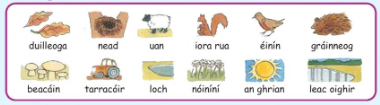 duilleoga nead uan iora rua éinín gráinneog
beacáin tarracóir loch nóiníní an ghrian leac oighir